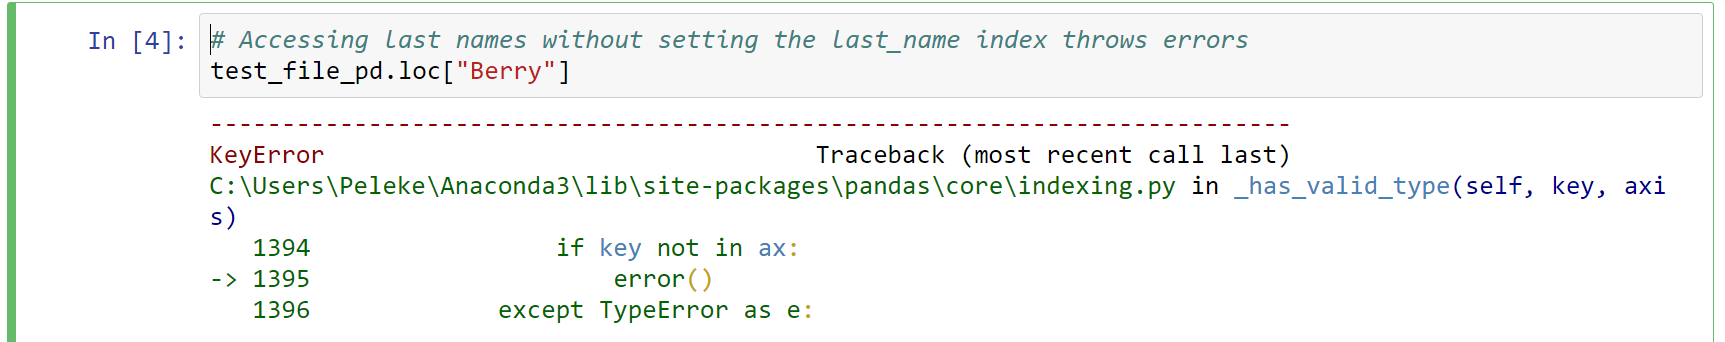 In [4]: # Accessing last names without setting the last_name index throws errors
test_file_pd.loc["Berry"]
---------------------------------------------------------------------------
KeyError                                  Traceback (most recent call last)
C:\Users\Peleke\Anaconda3\lib\site-packages\pandas\core\indexing.py in _has_valid_type(self, key, axi
s)
   1394                 if key not in ax:
-> 1395                     error()
   1396             except TypeError as e: